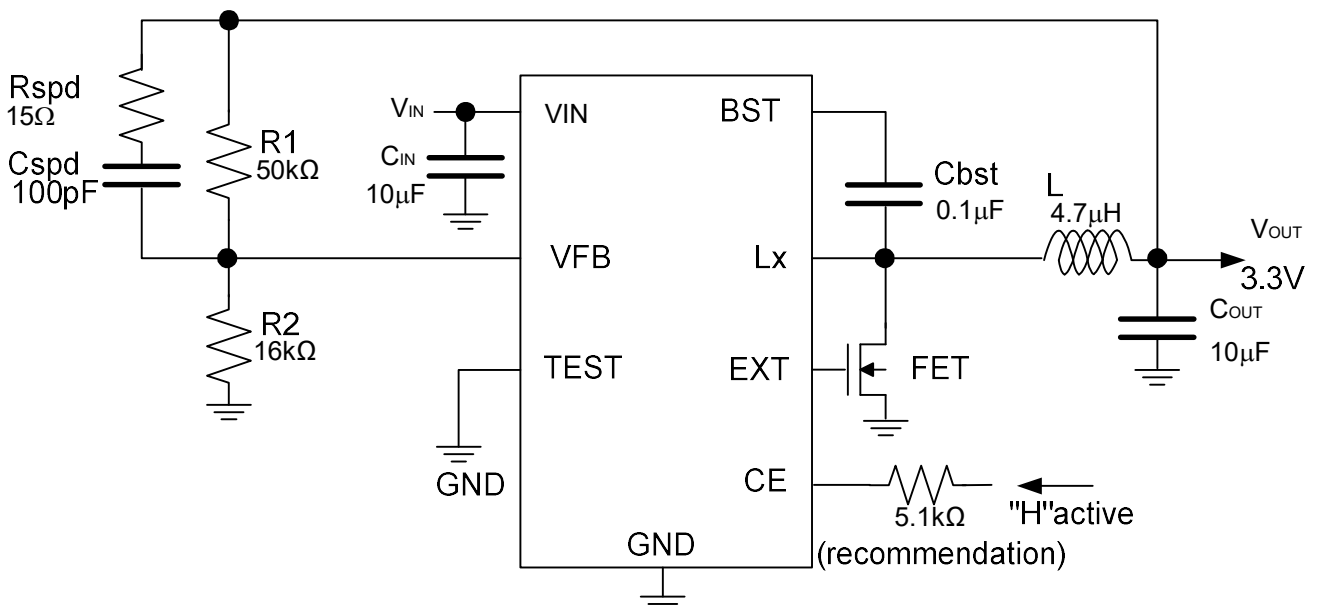 Rspd
15Ω
Cspd
100pF
R1
50kΩ
R2
16kΩ
VIN
CIN
10μF
VIN
VFB
TEST
GND
GND
BST
Lx
EXT
CE
Cbst
0.1μF
L
4.7μH
VOUT
3.3V
COUT
10μF
FET
5.1kΩ
(recommendation)
"H"active